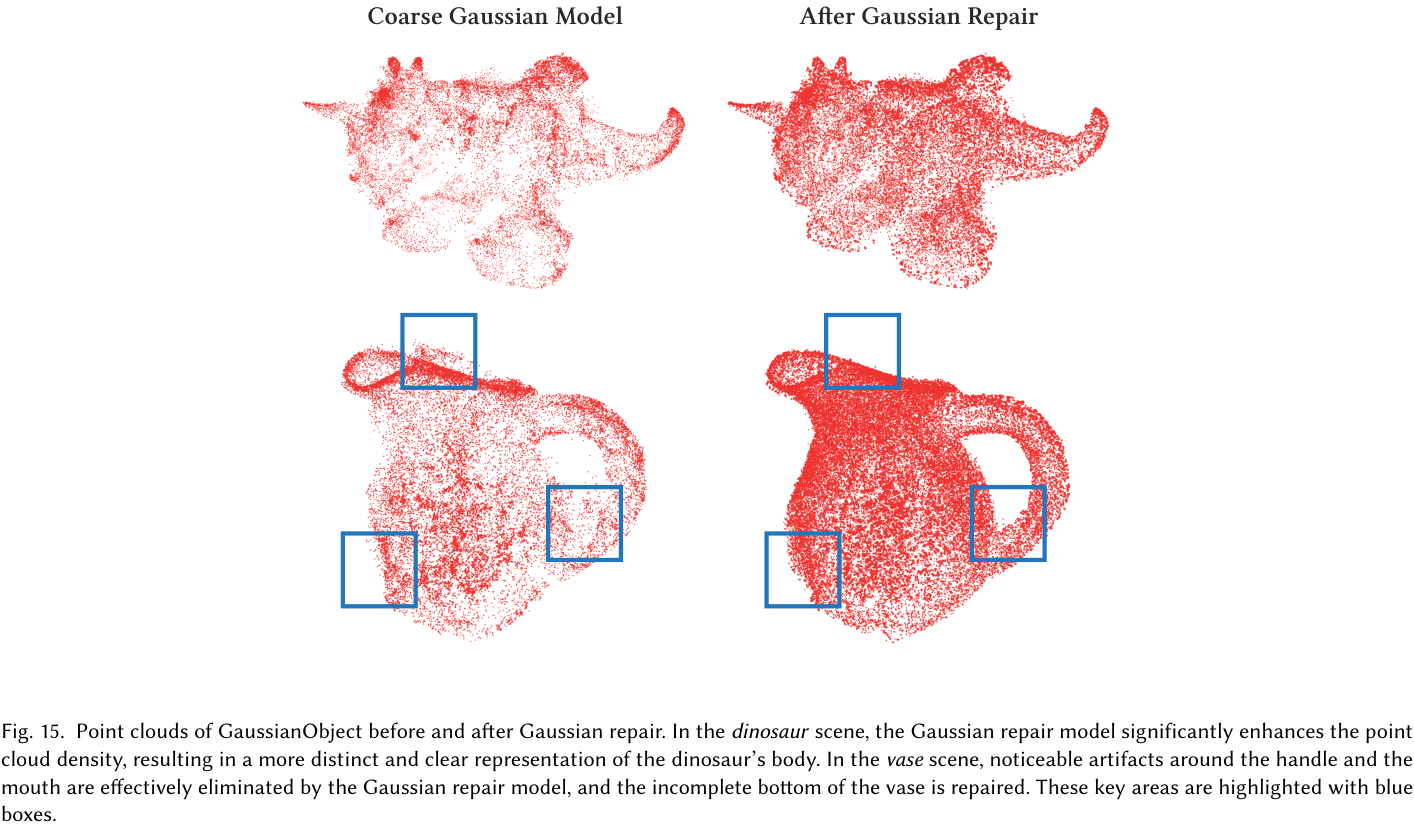 Coarse Gaussian Model
After Gaussian Repair
Fig. 15. Point clouds of GaussianObject before and after Gaussian repair. In the dinosaur scene, the Gaussian repair model significantly enhances the point
cloud density, resulting in a more distinct and clear representation of the dinosaur's body. In the vase scene, noticeable artifacts around the handle and the
mouth are effectively eliminated by the Gaussian repair model, and the incomplete bottom of the vase is repaired. These key areas are highlighted with blue
boxes.